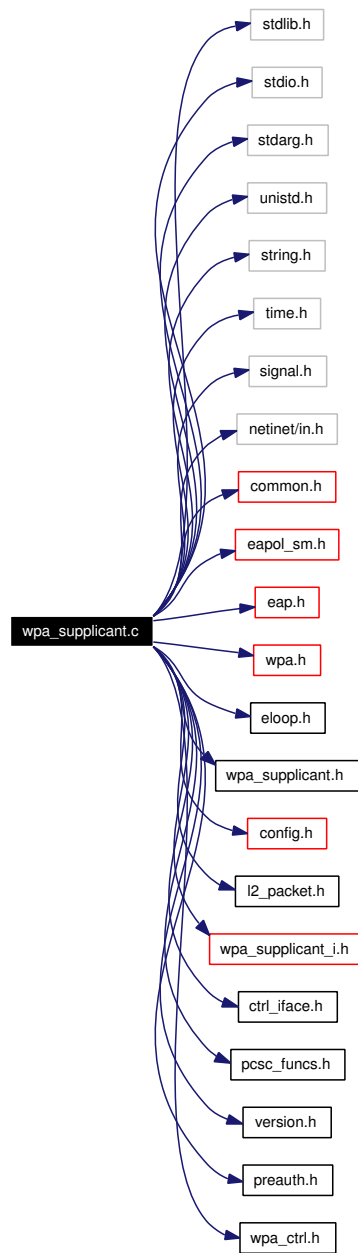 stdlib.h
stdio.h
stdarg.h
unistd.h
string.h
time.h
signal.h
netinet/in.h
common.h
eapol_sm.h
eap.h
wpa_supplicant.c
wpa.h
eloop.h
wpa_supplicant.h
config.h
l2_packet.h
wpa_supplicant_i.h
ctrl_iface.h
pcsc_funcs.h
version.h
preauth.h
wpa_ctrl.h